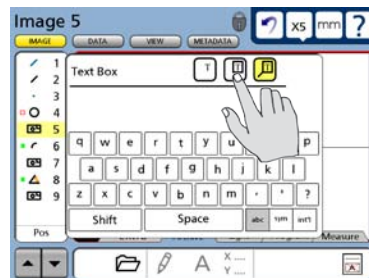 Image 5
x5 mm ?
IMAGE DATA VIEW METADATA
1
2
3
4
5
6
7
8
9
Text Box T T
q w e r t y u p
a s d f g h j k l
z x c v b n m . ' ?
Shift Space abc sym int'l
Pos
Measure
A X ....
Y ....
A